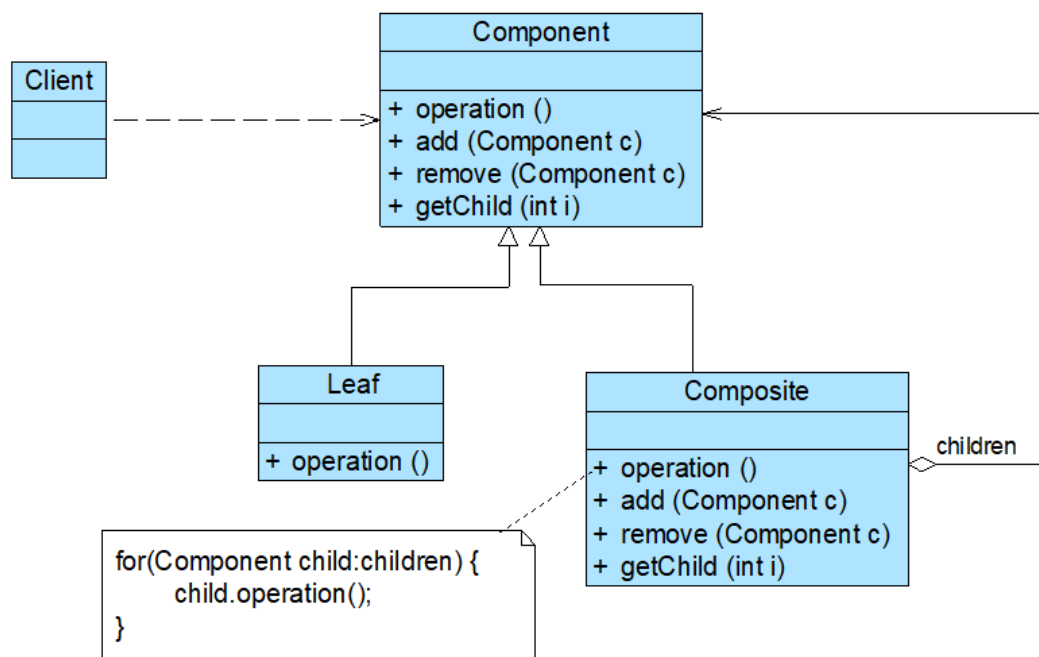 Component
Client
+ operation ()
+ add (Component c)
+ remove (Component c)
+ getChild (int i)
Leaf
+ operation ()
Composite
+ operation ()
+ add (Component c)
+ remove (Component c)
+ getChild (int i)
children
for(Component child:children) {
child.operation();
}